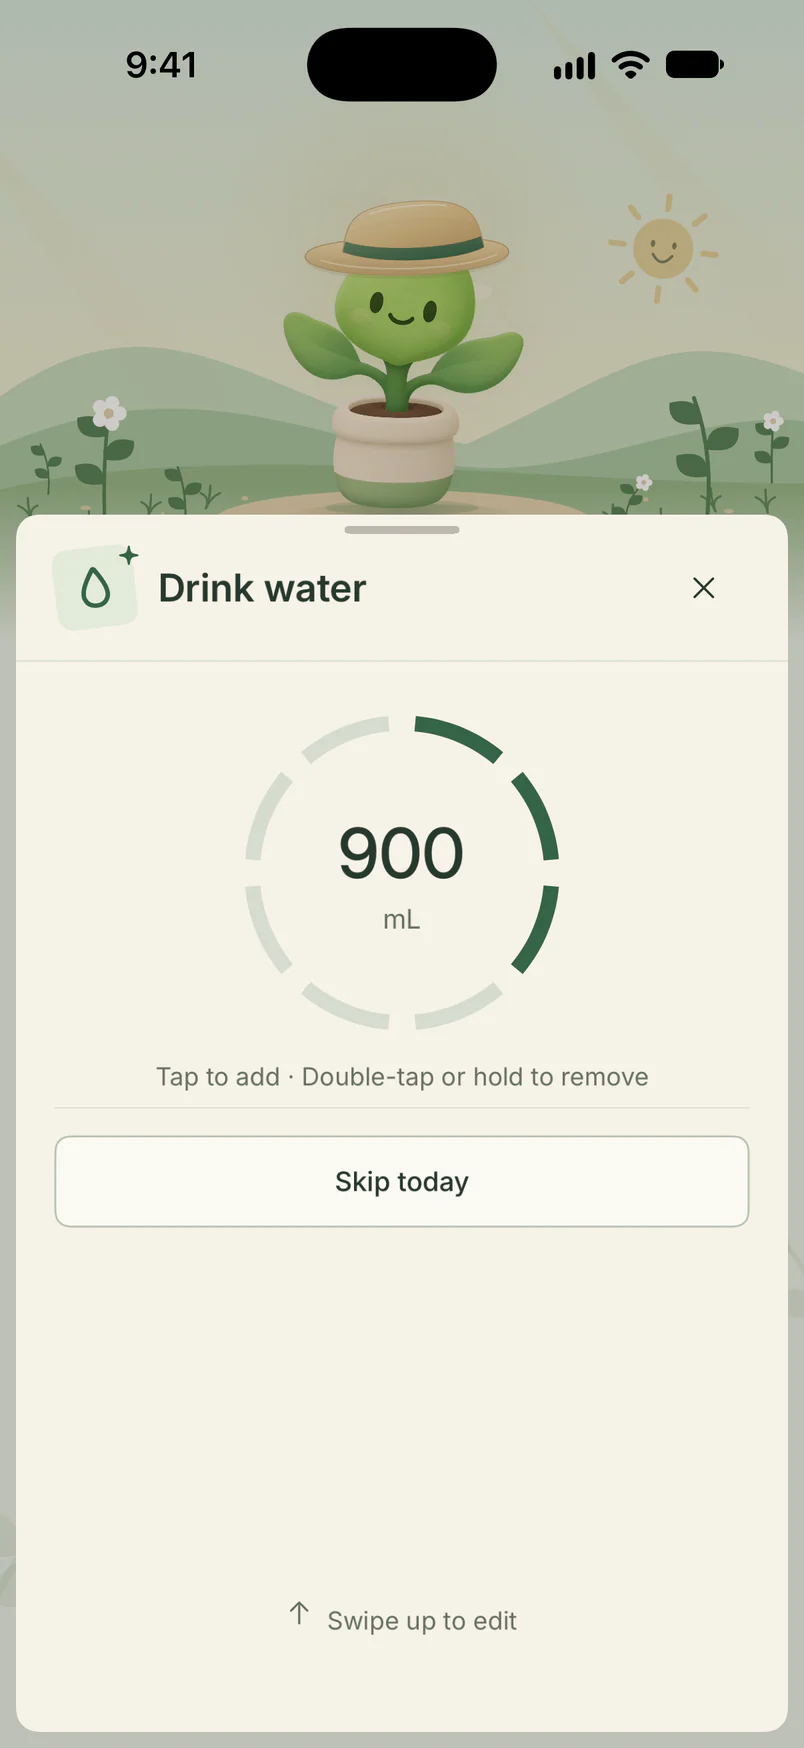 9:41
Drink water
900
mL
Tap to add · Double-tap or hold to remove
Skip today
↑ Swipe up to edit